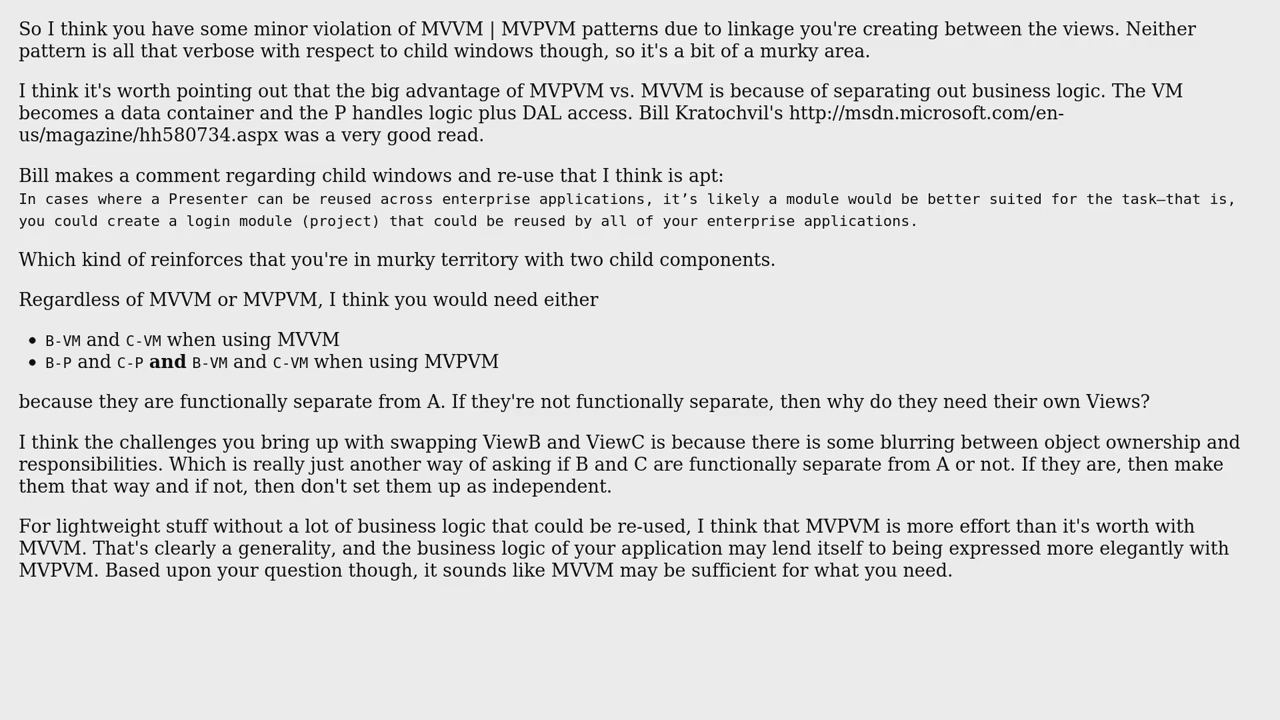 So I think you have some minor violation of MVVM | MVPVM patterns due to linkage you're creating between the views. Neither
pattern is all that verbose with respect to child windows though, so it's a bit of a murky area.
I think it's worth pointing out that the big advantage of MVPVM vs. MVVM is because of separating out business logic. The VM
becomes a data container and the P handles logic plus DAL access. Bill Kratochvil's http://msdn.microsoft.com/en-
us/magazine/hh580734.aspx was a very good read.
Bill makes a comment regarding child windows and re-use that I think is apt:
In cases where a Presenter can be reused across enterprise applications, it’s likely a module would be better suited for the task—that is,
you could create a login module (project) that could be reused by all of your enterprise applications.
Which kind of reinforces that you're in murky territory with two child components.
Regardless of MVVM or MVPVM, I think you would need either
• B-VM and C-VM when using MVVM
• B-P and C-P and B-VM and C-VM when using MVPVM
because they are functionally separate from A. If they're not functionally separate, then why do they need their own Views?
I think the challenges you bring up with swapping ViewB and ViewC is because there is some blurring between object ownership and
responsibilities. Which is really just another way of asking if B and C are functionally separate from A or not. If they are, then make
them that way and if not, then don't set them up as independent.
For lightweight stuff without a lot of business logic that could be re-used, I think that MVPVM is more effort than it's worth with
MVVM. That's clearly a generality, and the business logic of your application may lend itself to being expressed more elegantly with
MVPVM. Based upon your question though, it sounds like MVVM may be sufficient for what you need.